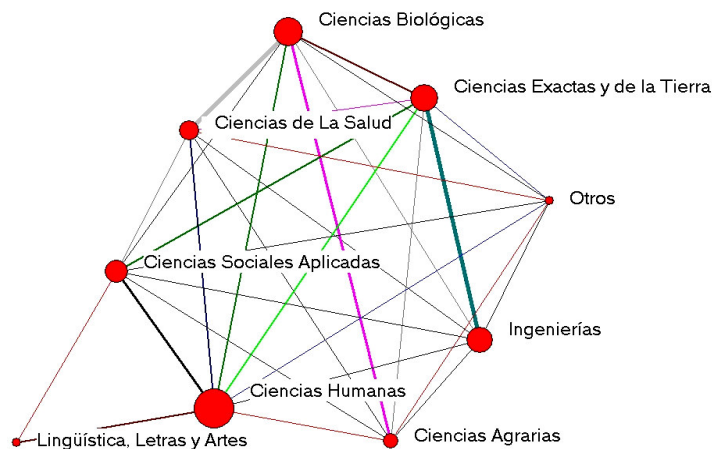 Ciencias Biológicas
Ciencias Exactas y de la Tierra
Ciencias de La Salud
Otros
Ciencias Sociales Aplicadas
Ingenierías
Ciencias Humanas
Ciencias Agrarias
Lingüística, Letras y Artes